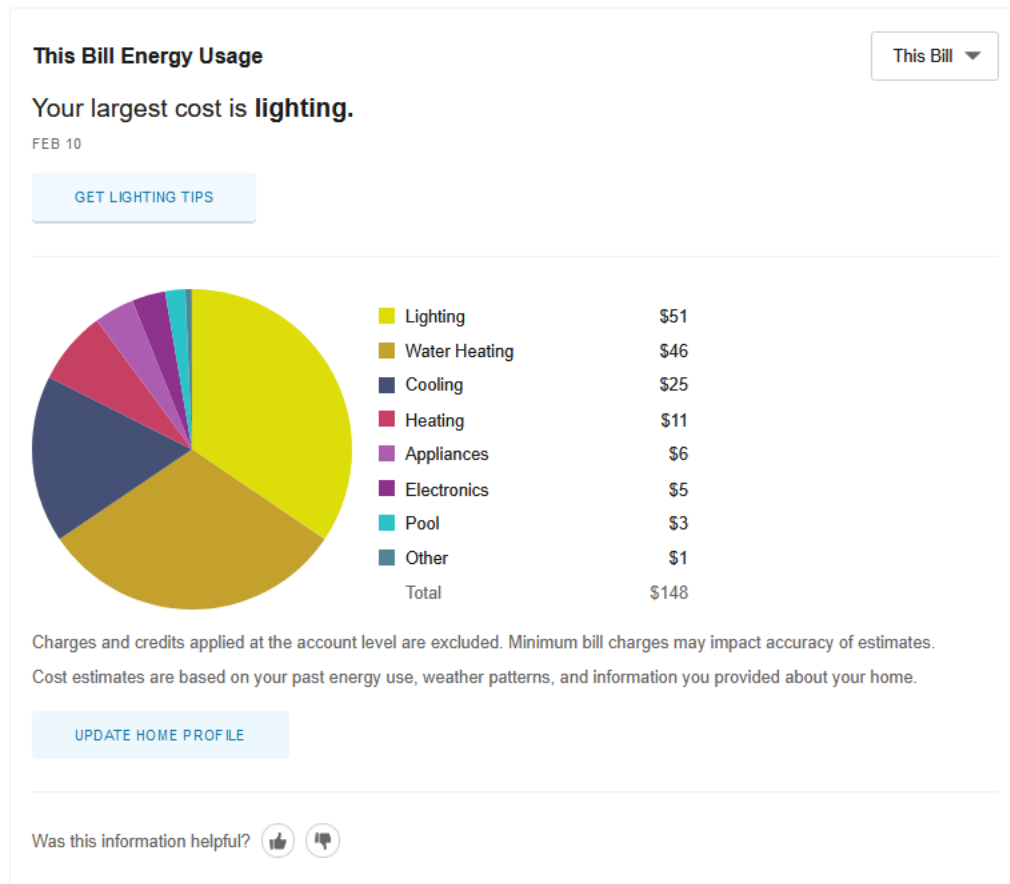 This Bill Energy Usage
This Bill
Your largest cost is lighting.
FEB 10
GET LIGHTING TIPS
Lighting $51
Water Heating $46
Cooling $25
Heating $11
Appliances $6
Electronics $5
Pool $3
Other $1
Total $148
Charges and credits applied at the account level are excluded. Minimum bill charges may impact accuracy of estimates.
Cost estimates are based on your past energy use, weather patterns, and information you provided about your home.
UPDATE HOME PROFILE
Was this information helpful?